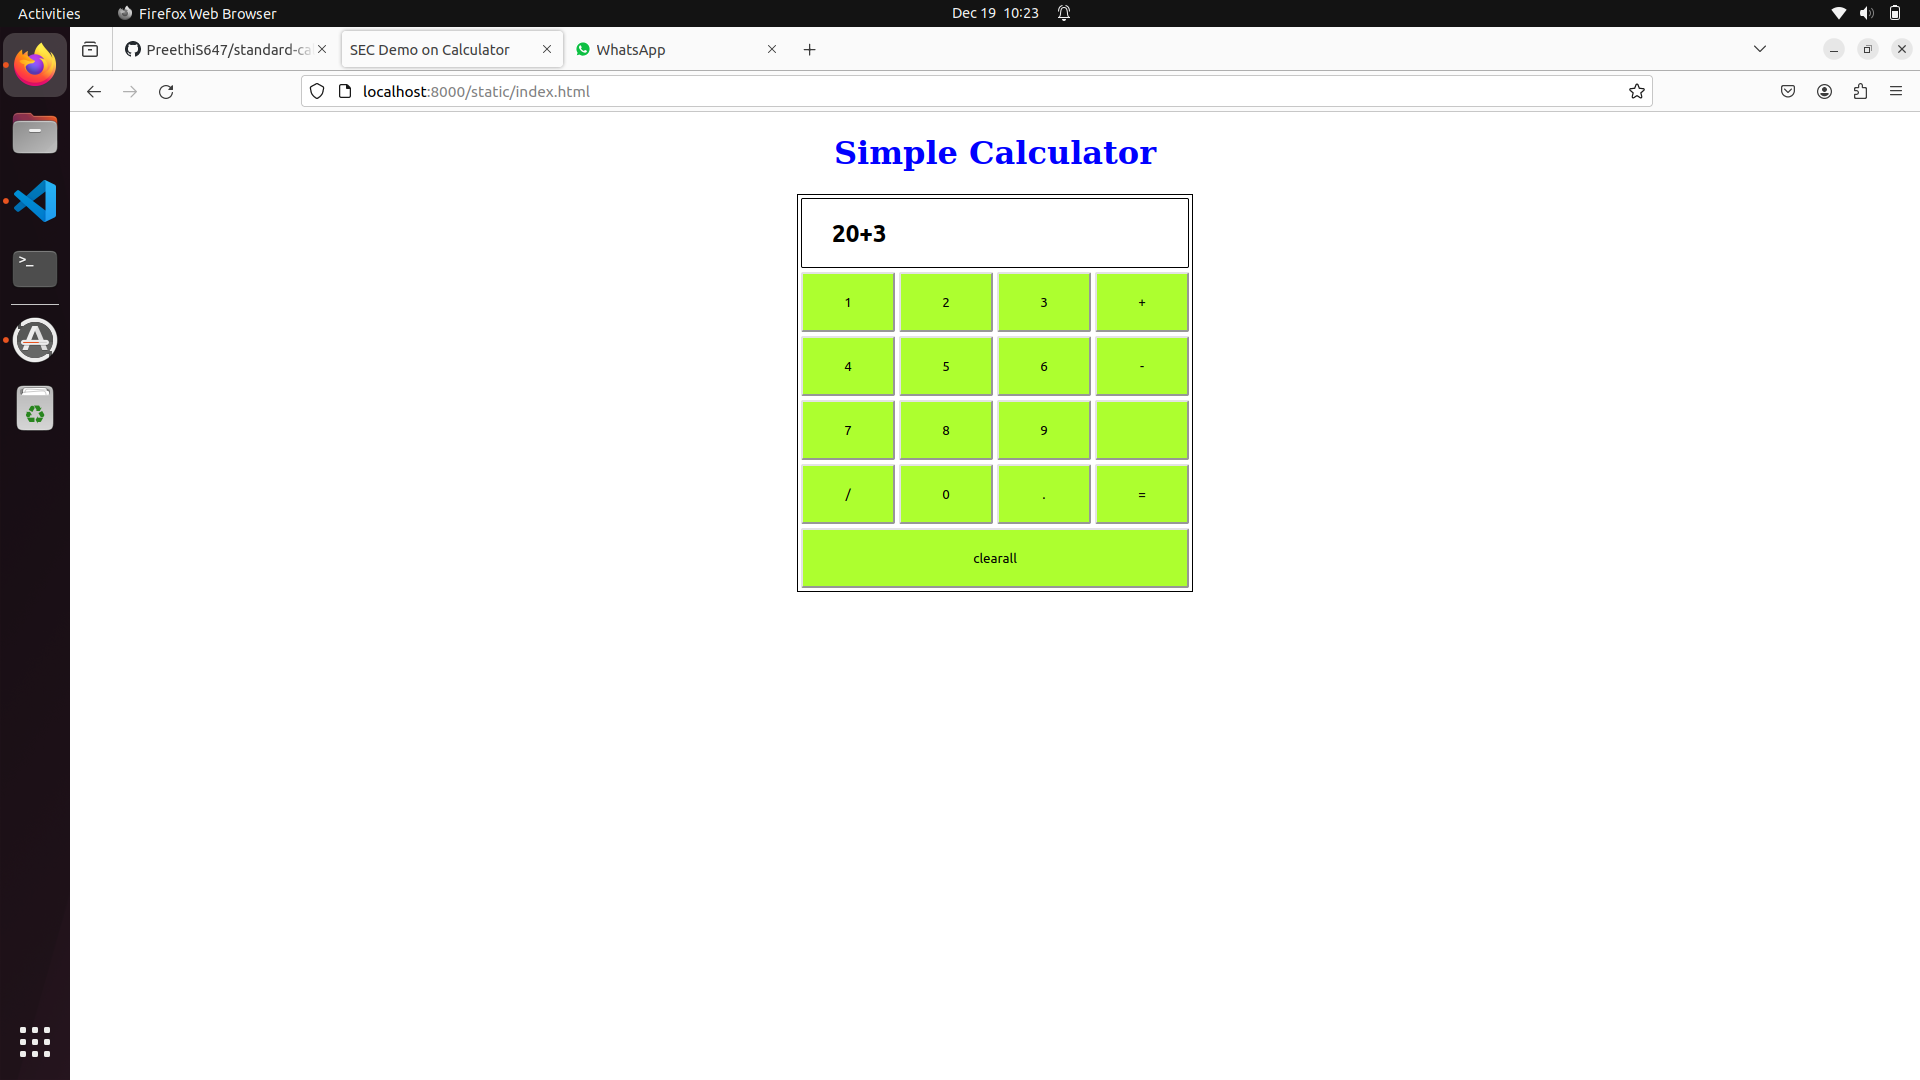 Activities
Firefox Web Browser
Dec 19 10:23
PreethiS647/standard-ca
SEC Demo on Calculator
WhatsApp
localhost:8000/static/index.html
Simple Calculator
20+3
1 2 3 +
4 5 6 -
7 8 9
/ 0 . =
clearall